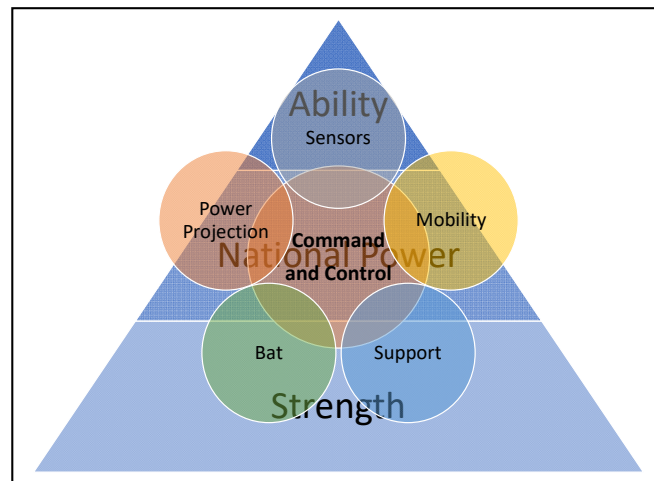 Ability
Sensors
Power
Projection
Mobility
Command
and Control
National Power
Bat
Support
Strength